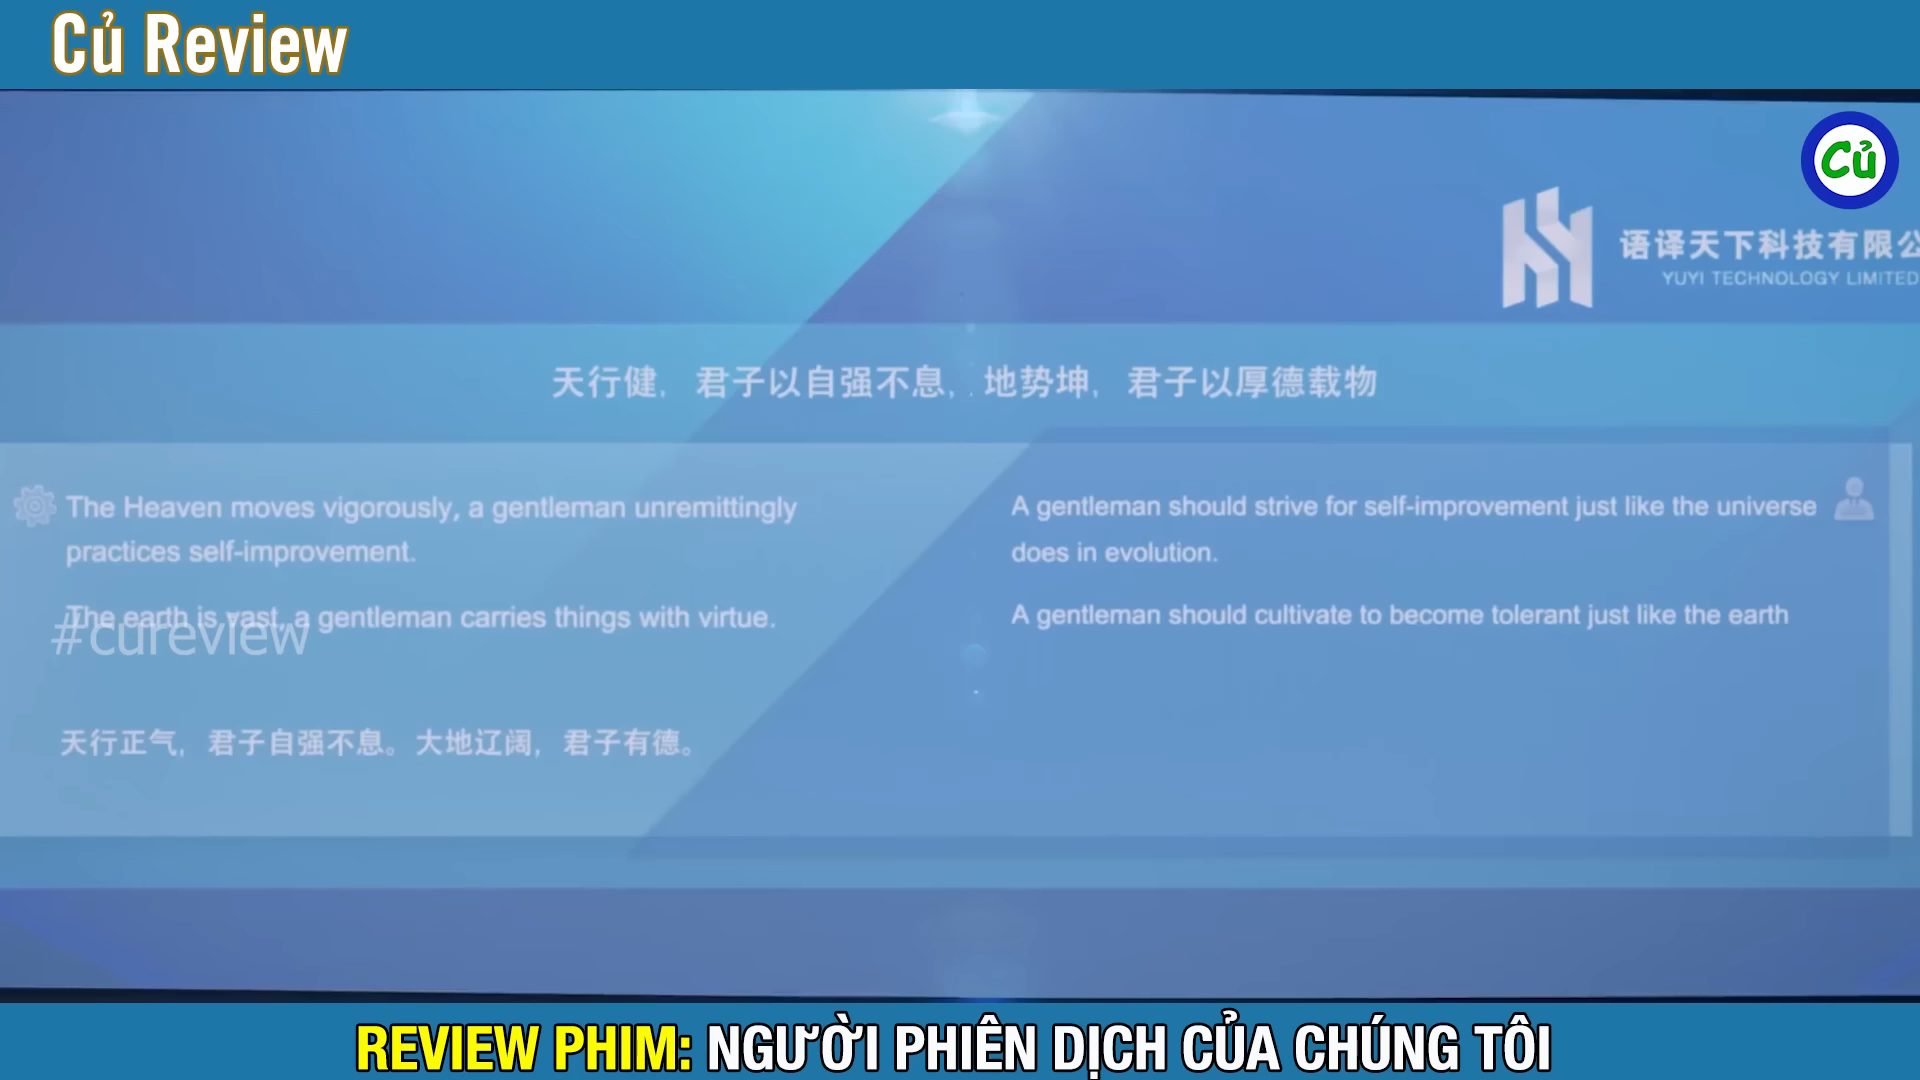 Củ Review
Củ
语译天下科技有限公
YUYI TECHNOLOGY LIMITED
天行健，君子以自强不息，地势坤，君子以厚德载物
The Heaven moves vigorously, a gentleman unremittingly
practices self-improvement.
The earth is vast, a gentleman carries things with virtue.
#cureview
天行正气，君子自强不息。大地辽阔，君子有德。
A gentleman should strive for self-improvement just like the universe
does in evolution.
A gentleman should cultivate to become tolerant just like the earth
REVIEW PHIM: NGƯỜI PHIÊN DỊCH CỦA CHÚNG TÔI